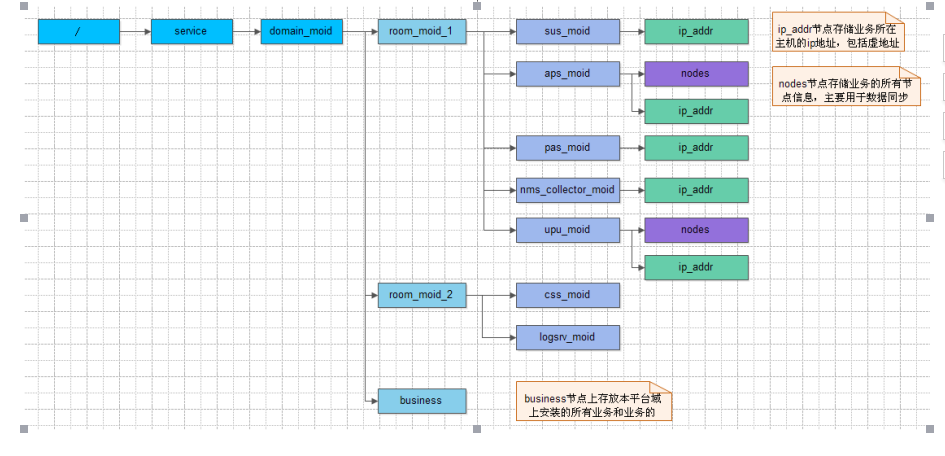 /
service
domain_moid
room_moid_1
sus_moid
ip_addr
ip_addr节点存储业务所在
主机的ip地址，包括虚地址
aps_moid
nodes
nodes节点存储业务的所有节
点信息，主要用于数据同步
ip_addr
pas_moid
ip_addr
nms_collector_moid
ip_addr
upu_moid
nodes
ip_addr
room_moid_2
css_moid
logsrv_moid
business
business节点上存放本平台域
上安装的所有业务和业务的